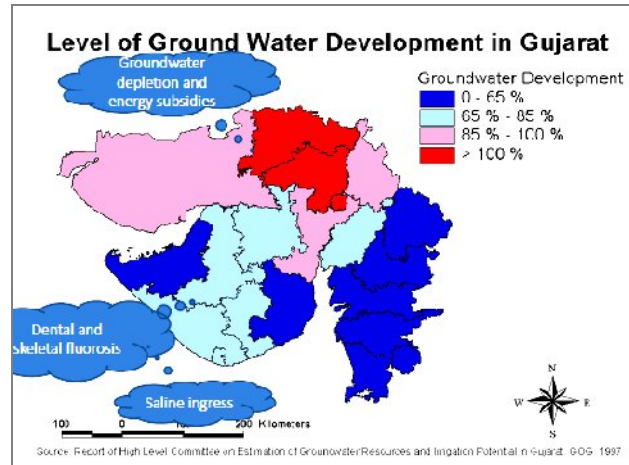 Level of Ground Water Development in Gujarat
Groundwater
depletion and
energy subsidies
Groundwater Development
0 - 65 %
65 % - 85 %
85 % - 100 %
> 100 %
Dental and
skeletal fluorosis
Saline ingress
100 0 100 200 Kilometers
N
W E
S
Source: Report of High Level Committee on Estimation of Groundwater Resources and Irrigation Potential in Gujarat GOG 1997